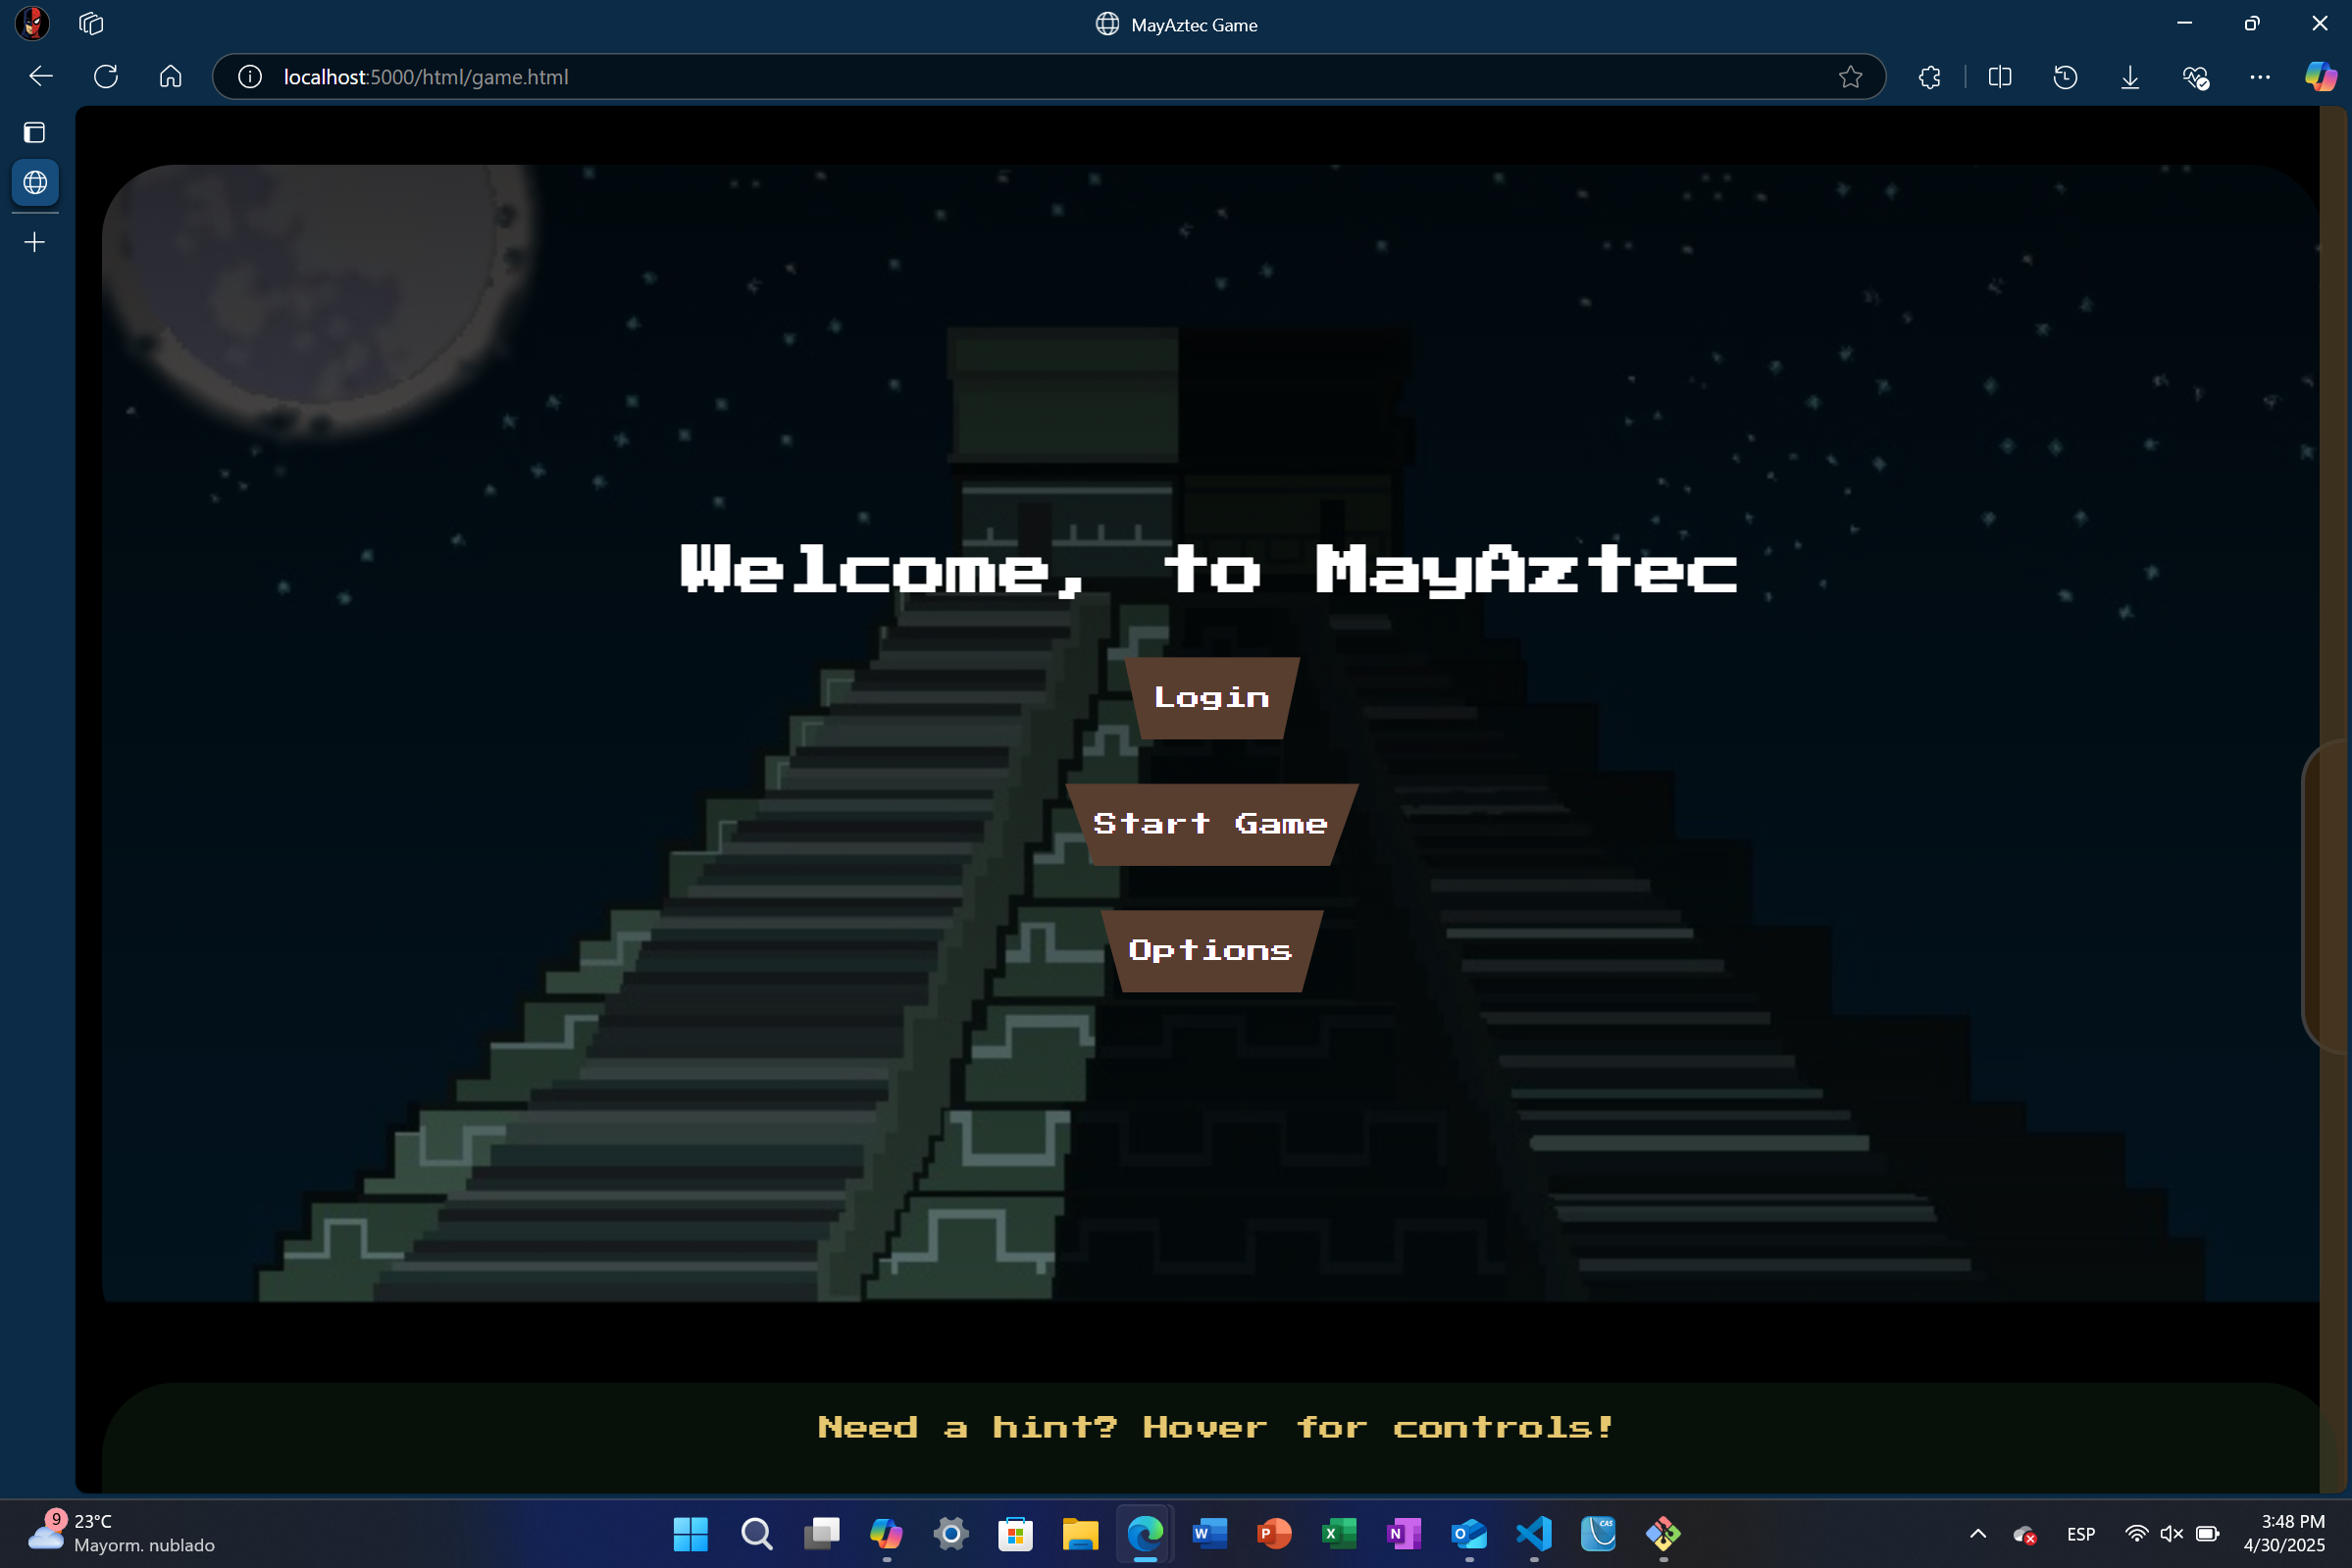 MayAztec Game
localhost:5000/html/game.html
Welcome, to MayAztec
Login
Start Game
Options
Need a hint? Hover for controls!
9
23°C
Mayorm. nublado
W
P
X
N
O
CAS
ESP
3:48 PM
4/30/2025